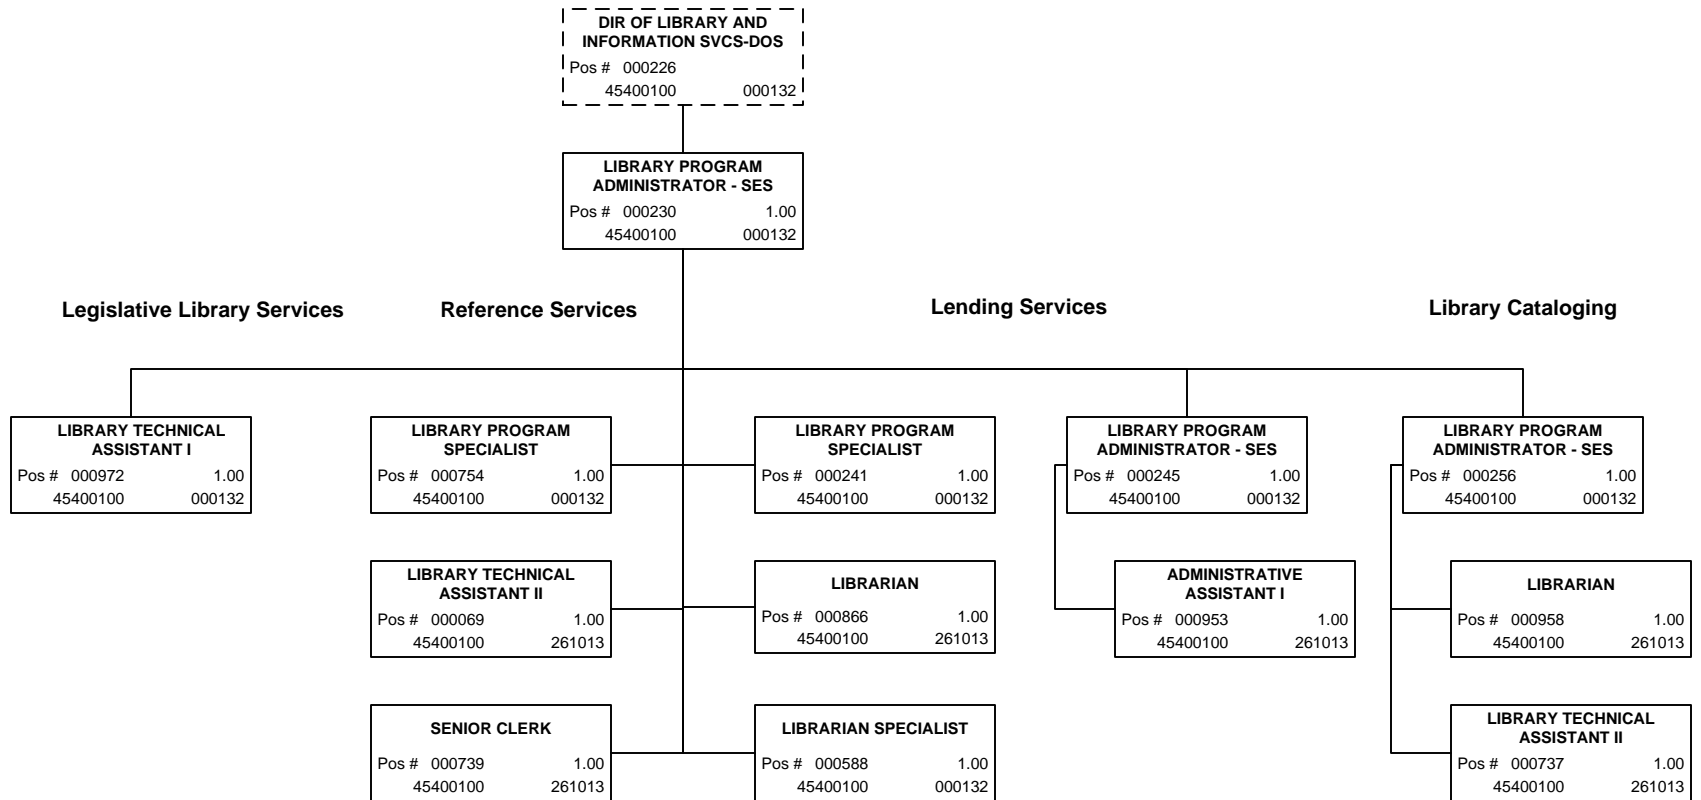 DIR OF LIBRARY AND
INFORMATION SVCS-DOS
Pos # 000226
45400100 000132
LIBRARY PROGRAM
ADMINISTRATOR - SES
Pos # 000230 1.00
45400100 000132
Legislative Library Services
Reference Services
Lending Services
Library Cataloging
LIBRARY TECHNICAL
ASSISTANT I
Pos # 000972 1.00
45400100 000132
LIBRARY PROGRAM
SPECIALIST
Pos # 000754 1.00
45400100 000132
LIBRARY PROGRAM
SPECIALIST
Pos # 000241 1.00
45400100 000132
LIBRARY PROGRAM
ADMINISTRATOR - SES
Pos # 000245 1.00
45400100 000132
LIBRARY PROGRAM
ADMINISTRATOR - SES
Pos # 000256 1.00
45400100 000132
LIBRARY TECHNICAL
ASSISTANT II
Pos # 000069 1.00
45400100 261013
LIBRARIAN
Pos # 000866 1.00
45400100 261013
ADMINISTRATIVE
ASSISTANT I
Pos # 000953 1.00
45400100 261013
LIBRARIAN
Pos # 000958 1.00
45400100 261013
SENIOR CLERK
Pos # 000739 1.00
45400100 261013
LIBRARIAN SPECIALIST
Pos # 000588 1.00
45400100 000132
LIBRARY TECHNICAL
ASSISTANT II
Pos # 000737 1.00
45400100 261013